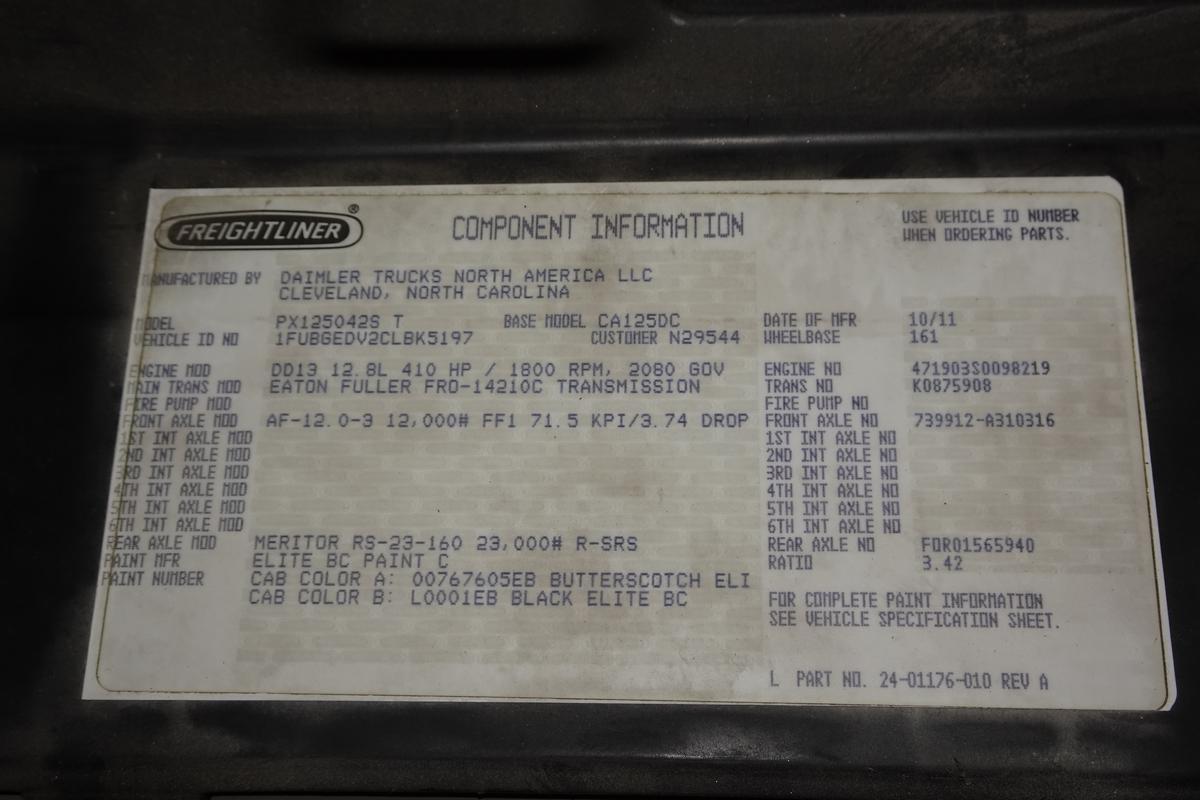 FREIGHTLINER®
COMPONENT INFORMATION
USE VEHICLE ID NUMBER
WHEN ORDERING PARTS.
MANUFACTURED BY DAIMLER TRUCKS NORTH AMERICA LLC
CLEVELAND, NORTH CAROLINA
MODEL PX125042S T BASE MODEL CA125DC DATE OF MFR 10/11
VEHICLE ID NO 1FUBGEDV2CLBK5197 CUSTOMER N29544 WHEELBASE 161
ENGINE MOD DD13 12.8L 410 HP / 1800 RPM, 2080 GOV ENGINE NO 471903S0098219
MAIN TRANS MOD EATON FULLER FRO-14210C TRANSMISSION TRANS NO K0875908
FIRE PUMP MOD FIRE PUMP NO
FRONT AXLE MOD AF-12.0-3 12,000# FF1 71.5 KPI/3.74 DROP FRONT AXLE NO 739912-A310316
1ST INT AXLE MOD 1ST INT AXLE NO
2ND INT AXLE MOD 2ND INT AXLE NO
3RD INT AXLE MOD 3RD INT AXLE NO
4TH INT AXLE MOD 4TH INT AXLE NO
5TH INT AXLE MOD 5TH INT AXLE NO
6TH INT AXLE MOD 6TH INT AXLE NO
REAR AXLE MOD MERITOR RS-23-160 23,000# R-SRS REAR AXLE NO FOR01565940
PAINT MFR ELITE BC PAINT C RATIO 3.42
PAINT NUMBER CAB COLOR A: 00767605EB BUTTERSCOTCH ELI
CAB COLOR B: L0001EB BLACK ELITE BC
FOR COMPLETE PAINT INFORMATION
SEE VEHICLE SPECIFICATION SHEET.
L PART NO. 24-01176-010 REV A